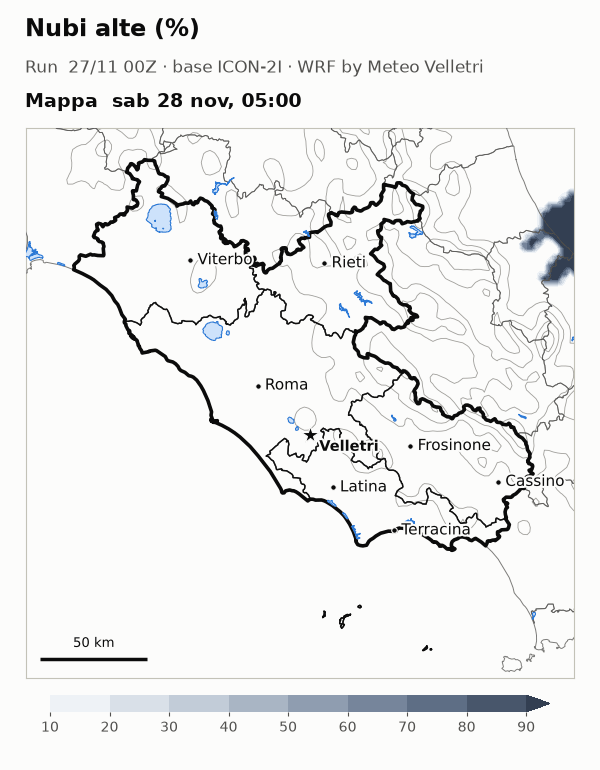 Nubi alte (%)
Run 27/11 00Z · base ICON-2I · WRF by Meteo Velletri
Mappa sab 28 nov, 05:00
Viterbo
Rieti
Roma
Velletri
Frosinone
Latina
Cassino
Terracina
50 km
10 20 30 40 50 60 70 80 90